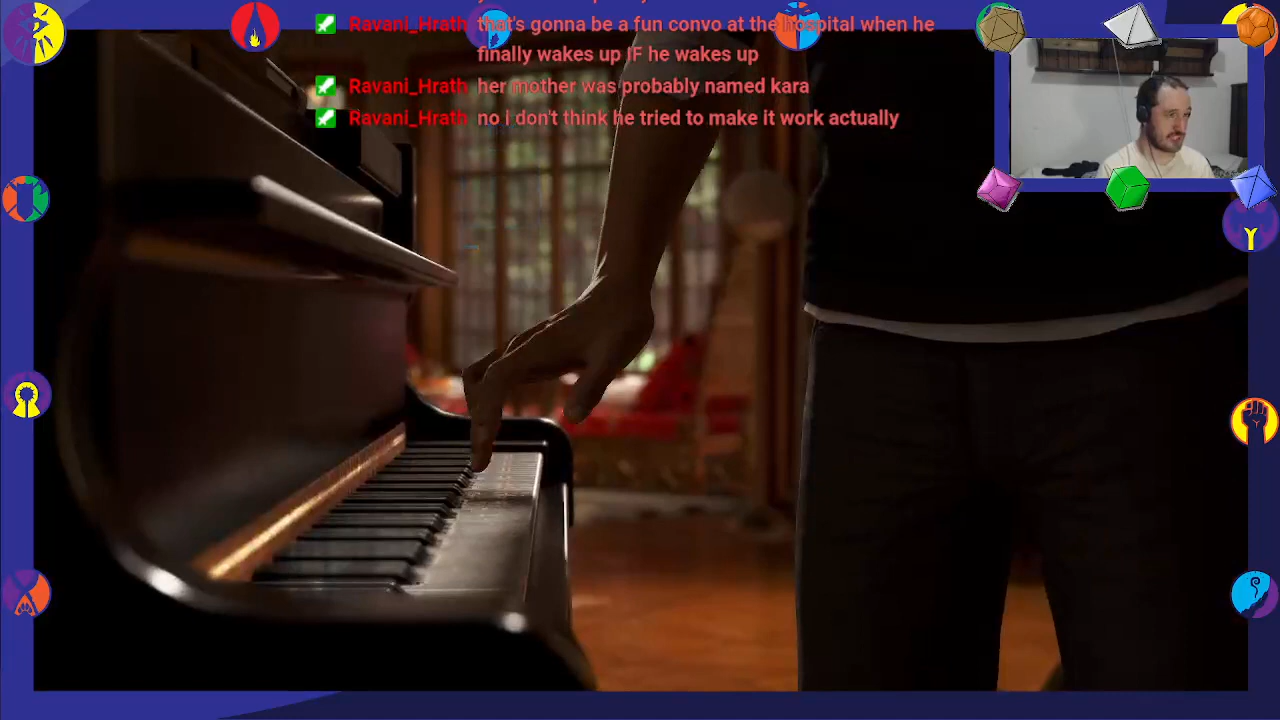 Ravani_Hrath that's gonna be a fun convo at the hospital when he
finally wakes up IF he wakes up
Ravani_Hrath her mother was probably named kara
Ravani_Hrath no i don't think he tried to make it work actually